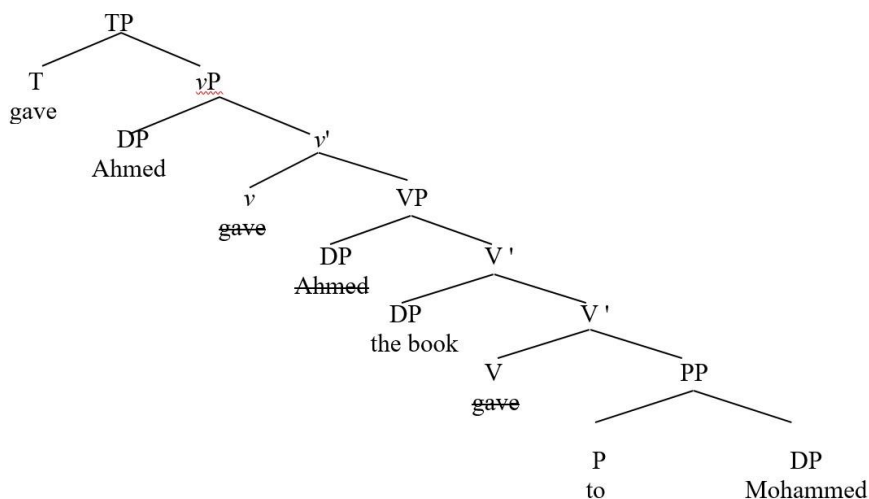 TP
T vP
gave
DP v'
Ahmed
v VP
gave
DP V '
Ahmed
DP V '
the book
V PP
gave
P DP
to Mohammed